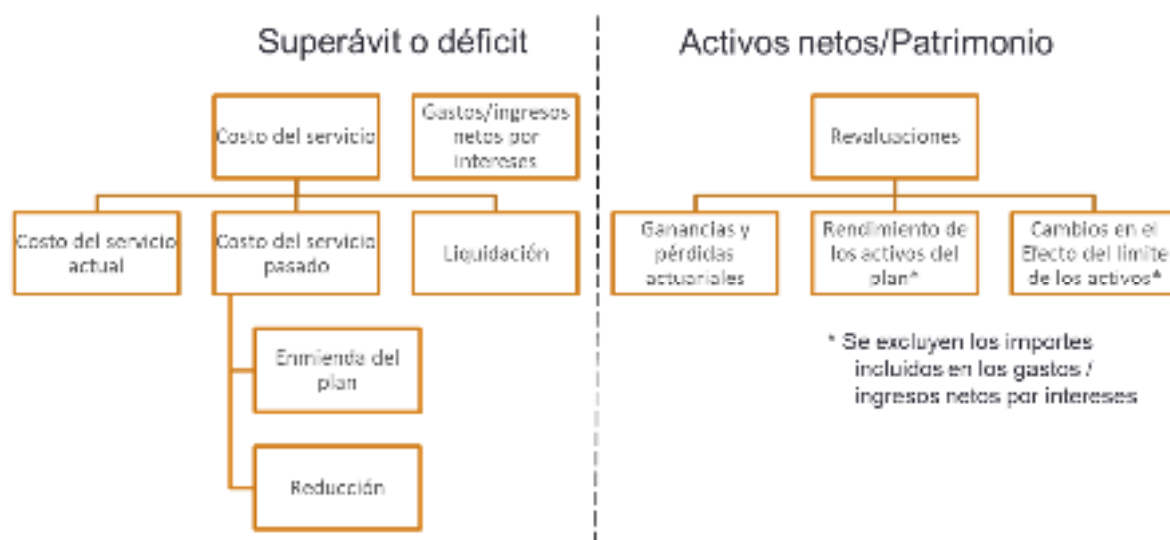 Superávit o déficit
Activos netos/Patrimonio
Costo del servicio
Gastos/ingresos
netos por
intereses
Revaluaciones
Costo del servicio
actual
Costo del servicio
pasado
Liquidación
Ganancias y
pérdidas
actuariales
Rendimiento de
los activos del
plan*
Cambios en el
Efecto del límite
de los activos*
Enmienda del
plan
Reducción
* Se excluyen los importes
incluidos en los gastos /
ingresos netos por intereses